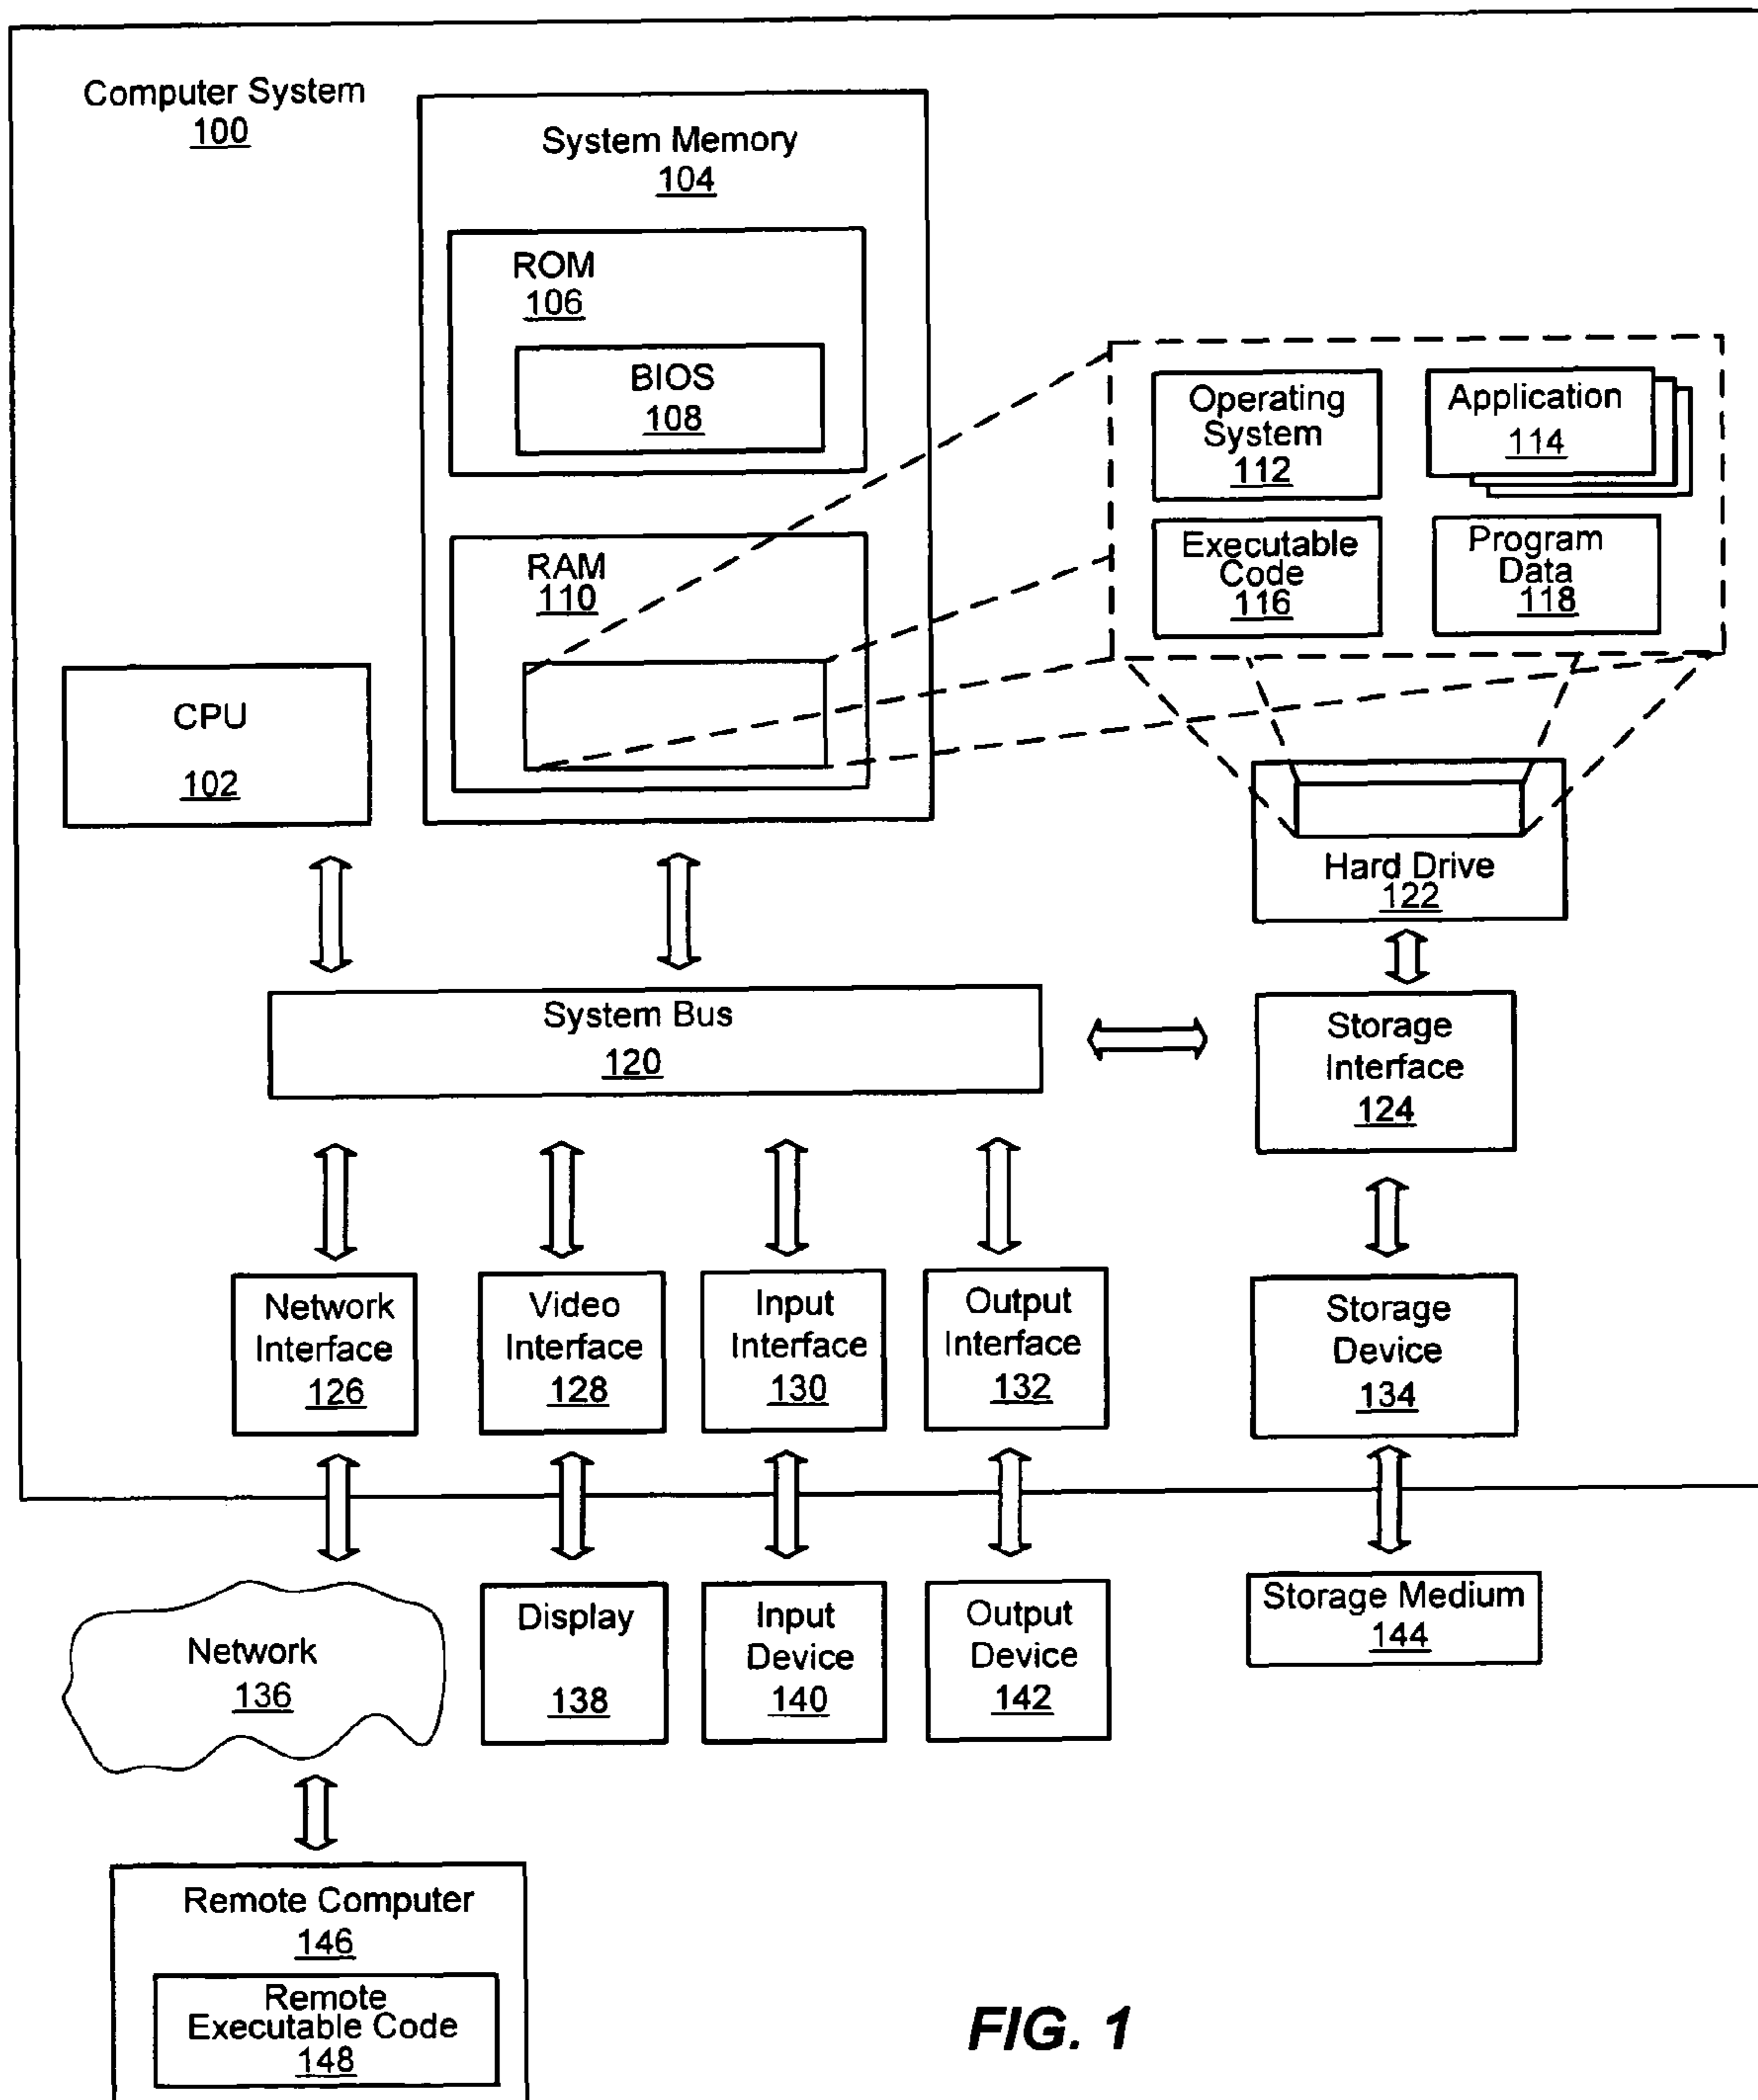 Computer System
100
System Memory
104
ROM
106
BIOS
108
RAM
110
Operating
System
112
Application
114
Executable
Code
116
Program
Data
118
CPU
102
Hard Drive
122
System Bus
120
Storage
Interface
124
Network
Interface
126
Video
Interface
128
Input
Interface
130
Output
Interface
132
Storage
Device
134
Network
136
Display
138
Input
Device
140
Output
Device
142
Storage Medium
144
Remote Computer
146
Remote
Executable Code
148
FIG. 1